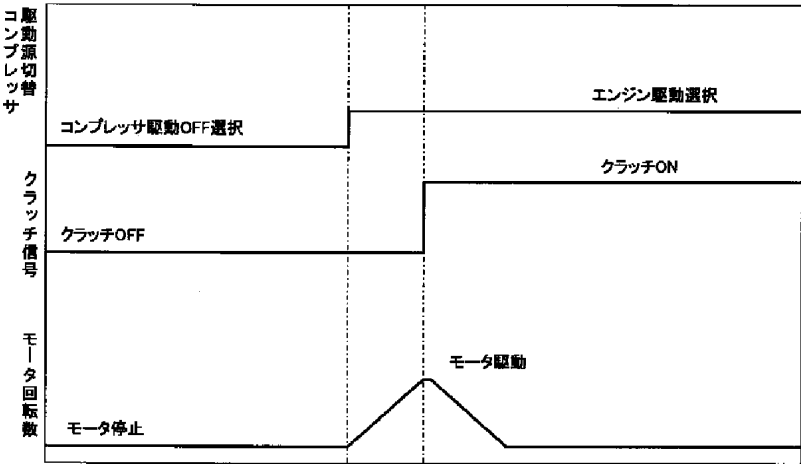 コンプレッサ
駆動源切替
エンジン駆動選択
コンプレッサ駆動OFF選択
クラッチ信号
クラッチON
クラッチOFF
モータ回転数
モータ駆動
モータ停止